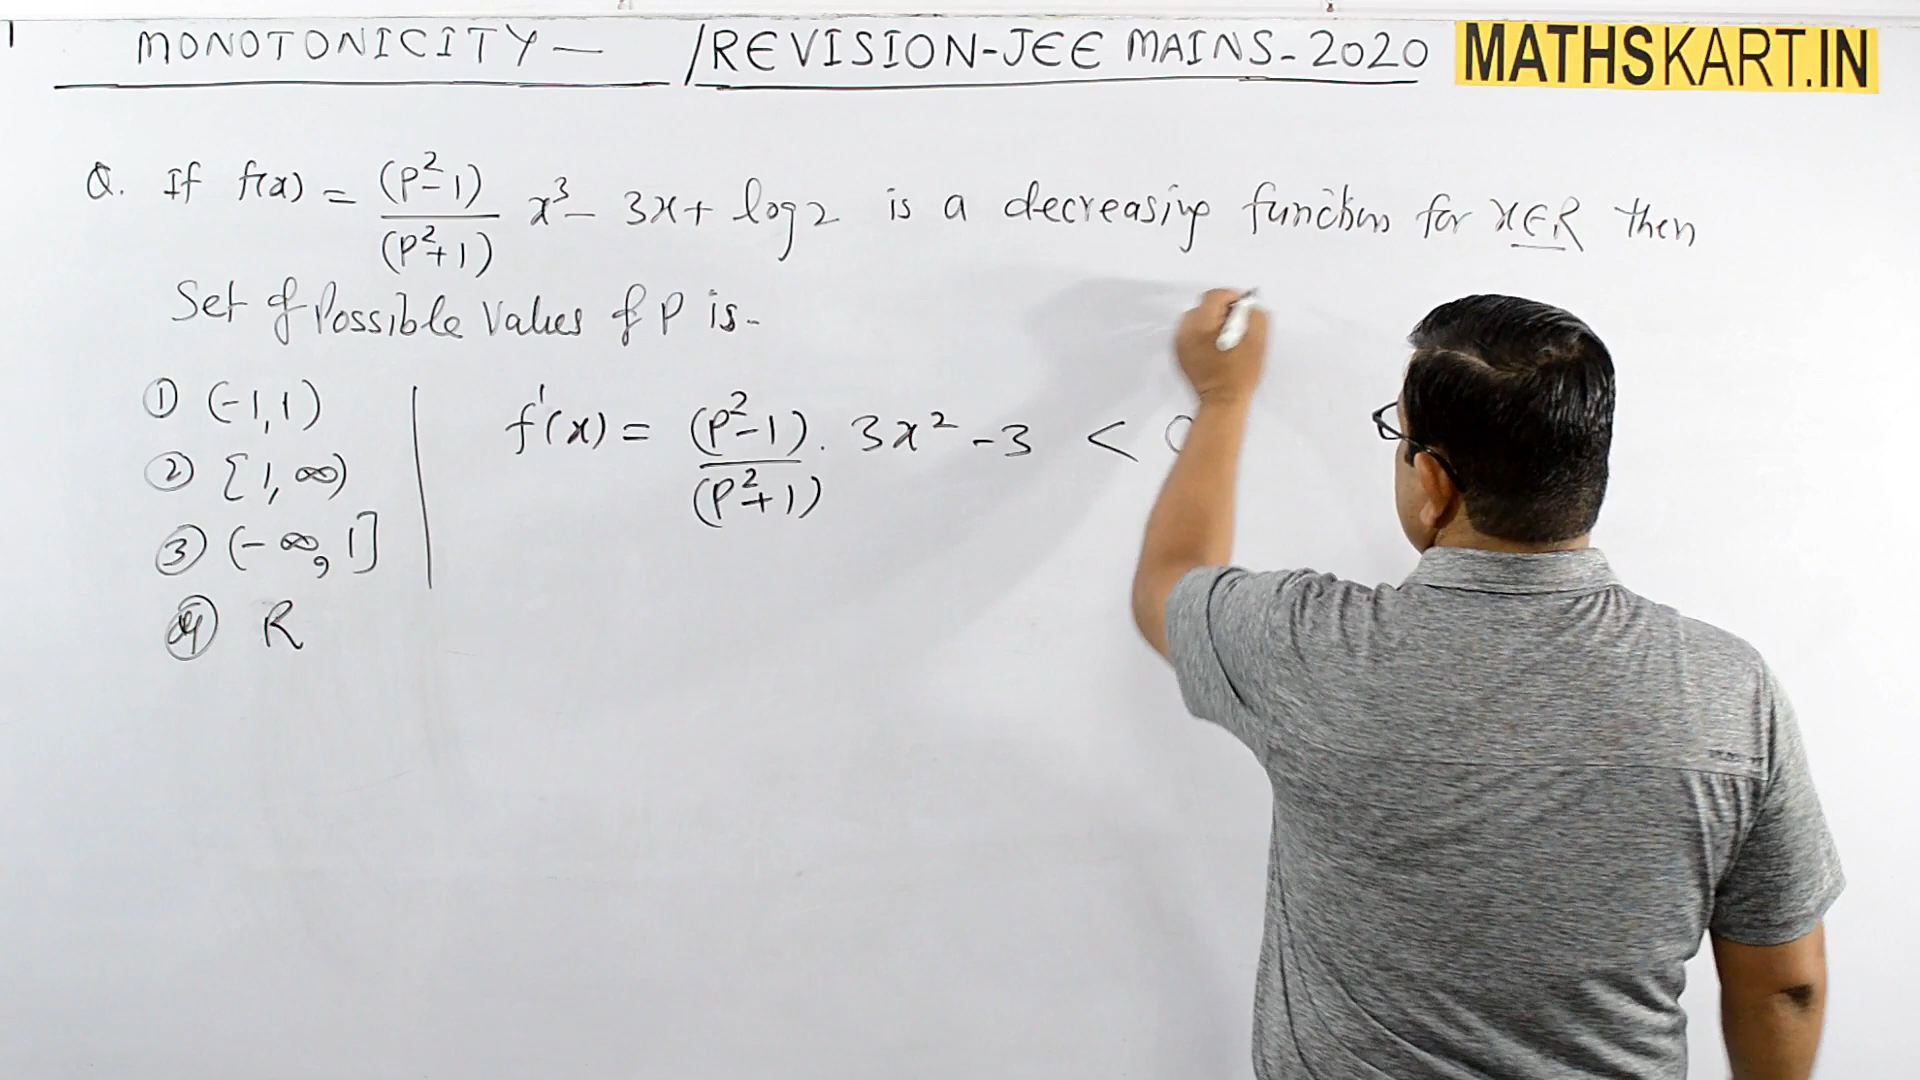 MONOTONICITY — /REVISION-JEE MAINS-2020 MATHSKART.IN
Q. If f(x) = (P²-1)/(P²+1) x³ - 3x + log2 is a decreasing function for x∈R then
Set of Possible Values of P is-
① (-1,1)
② [1,∞)
③ (-∞, 1]
④ R
f'(x) = (P²-1)/(P²+1) . 3x² - 3 < 0